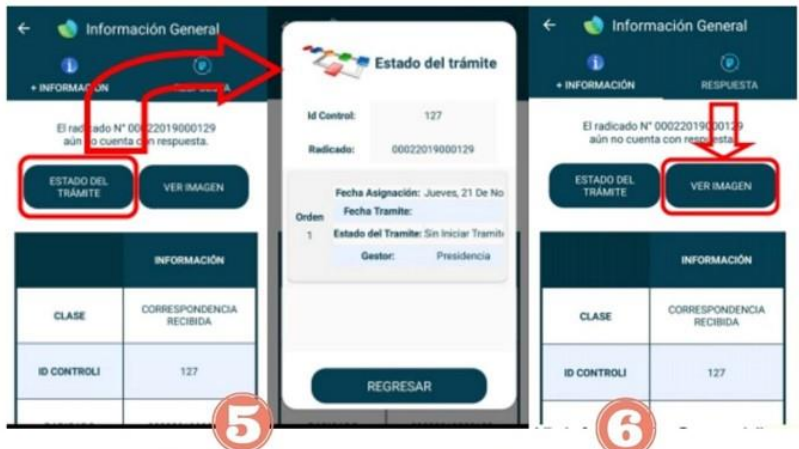 ← Información General
+ INFORMACIÓN
RESPUESTA
El radicado N° 00022019000129
aún no cuenta con respuesta.
ESTADO DEL
TRÁMITE
VER IMAGEN
INFORMACIÓN
CLASE
CORRESPONDENCIA
RECIBIDA
ID CONTROLI
127
5
Estado del trámite
Id Control: 127
Radicado: 00022019000129
Fecha Asignación: Jueves, 21 De No
Orden
1
Fecha Tramite:
Estado del Tramite: Sin Iniciar Tramite
Gestor: Presidencia
REGRESAR
← Información General
+ INFORMACIÓN
RESPUESTA
El radicado N° 00022019000129
aún no cuenta con respuesta.
ESTADO DEL
TRÁMITE
VER IMAGEN
INFORMACIÓN
CLASE
CORRESPONDENCIA
RECIBIDA
ID CONTROLI
127
6